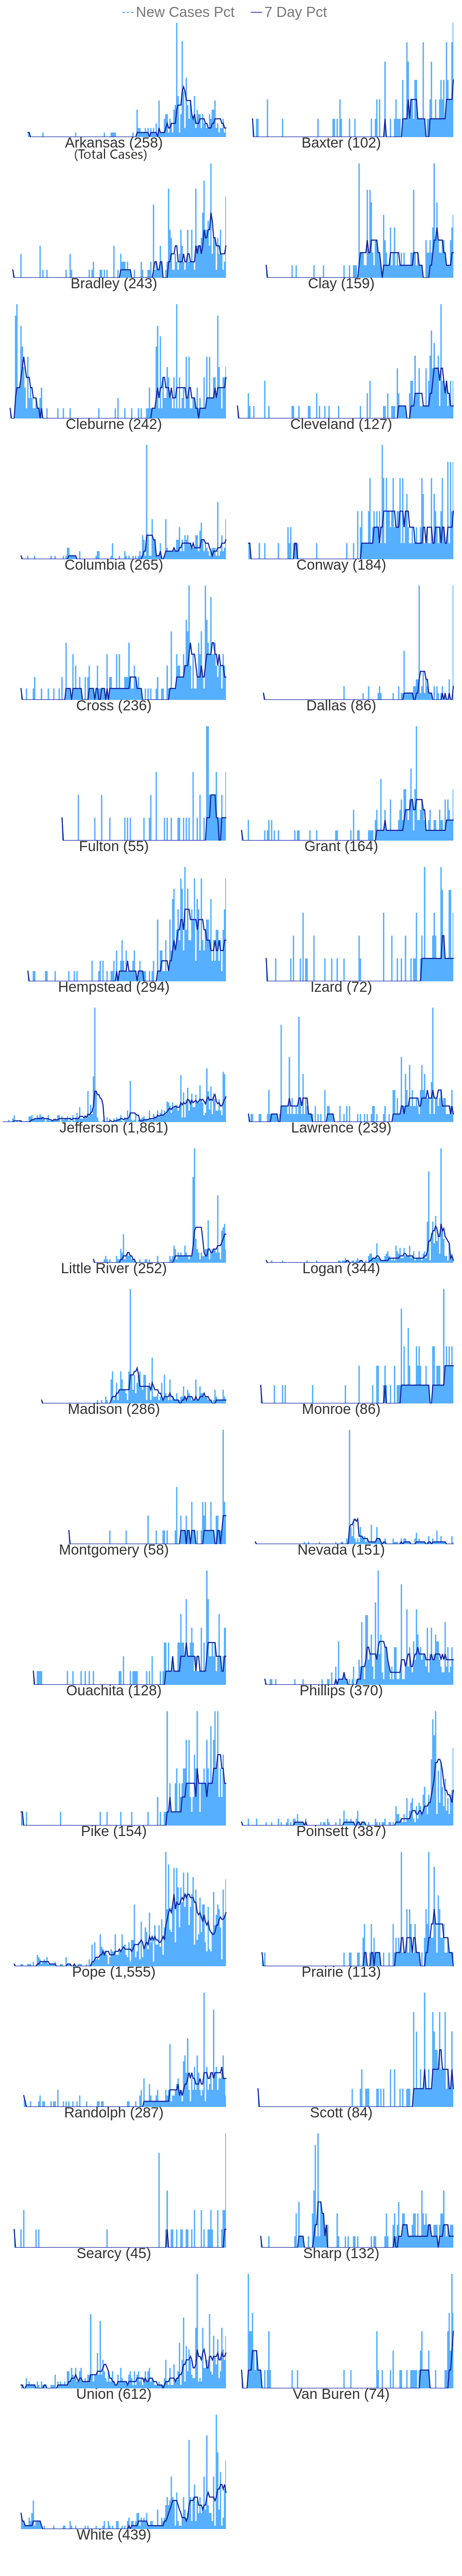 New Cases Pct 7 Day Pct
Arkansas (258) Baxter (102)
(Total Cases)
Bradley (243) Clay (159)
Cleburne (242) Cleveland (127)
Columbia (265) Conway (184)
Cross (236) Dallas (86)
Fulton (55) Grant (164)
Hempstead (294) Izard (72)
Jefferson (1,861) Lawrence (239)
Little River (252) Logan (344)
Madison (286) Monroe (86)
Montgomery (58) Nevada (151)
Ouachita (128) Phillips (370)
Pike (154) Poinsett (387)
Pope (1,555) Prairie (113)
Randolph (287) Scott (84)
Searcy (45) Sharp (132)
Union (612) Van Buren (74)
White (439)